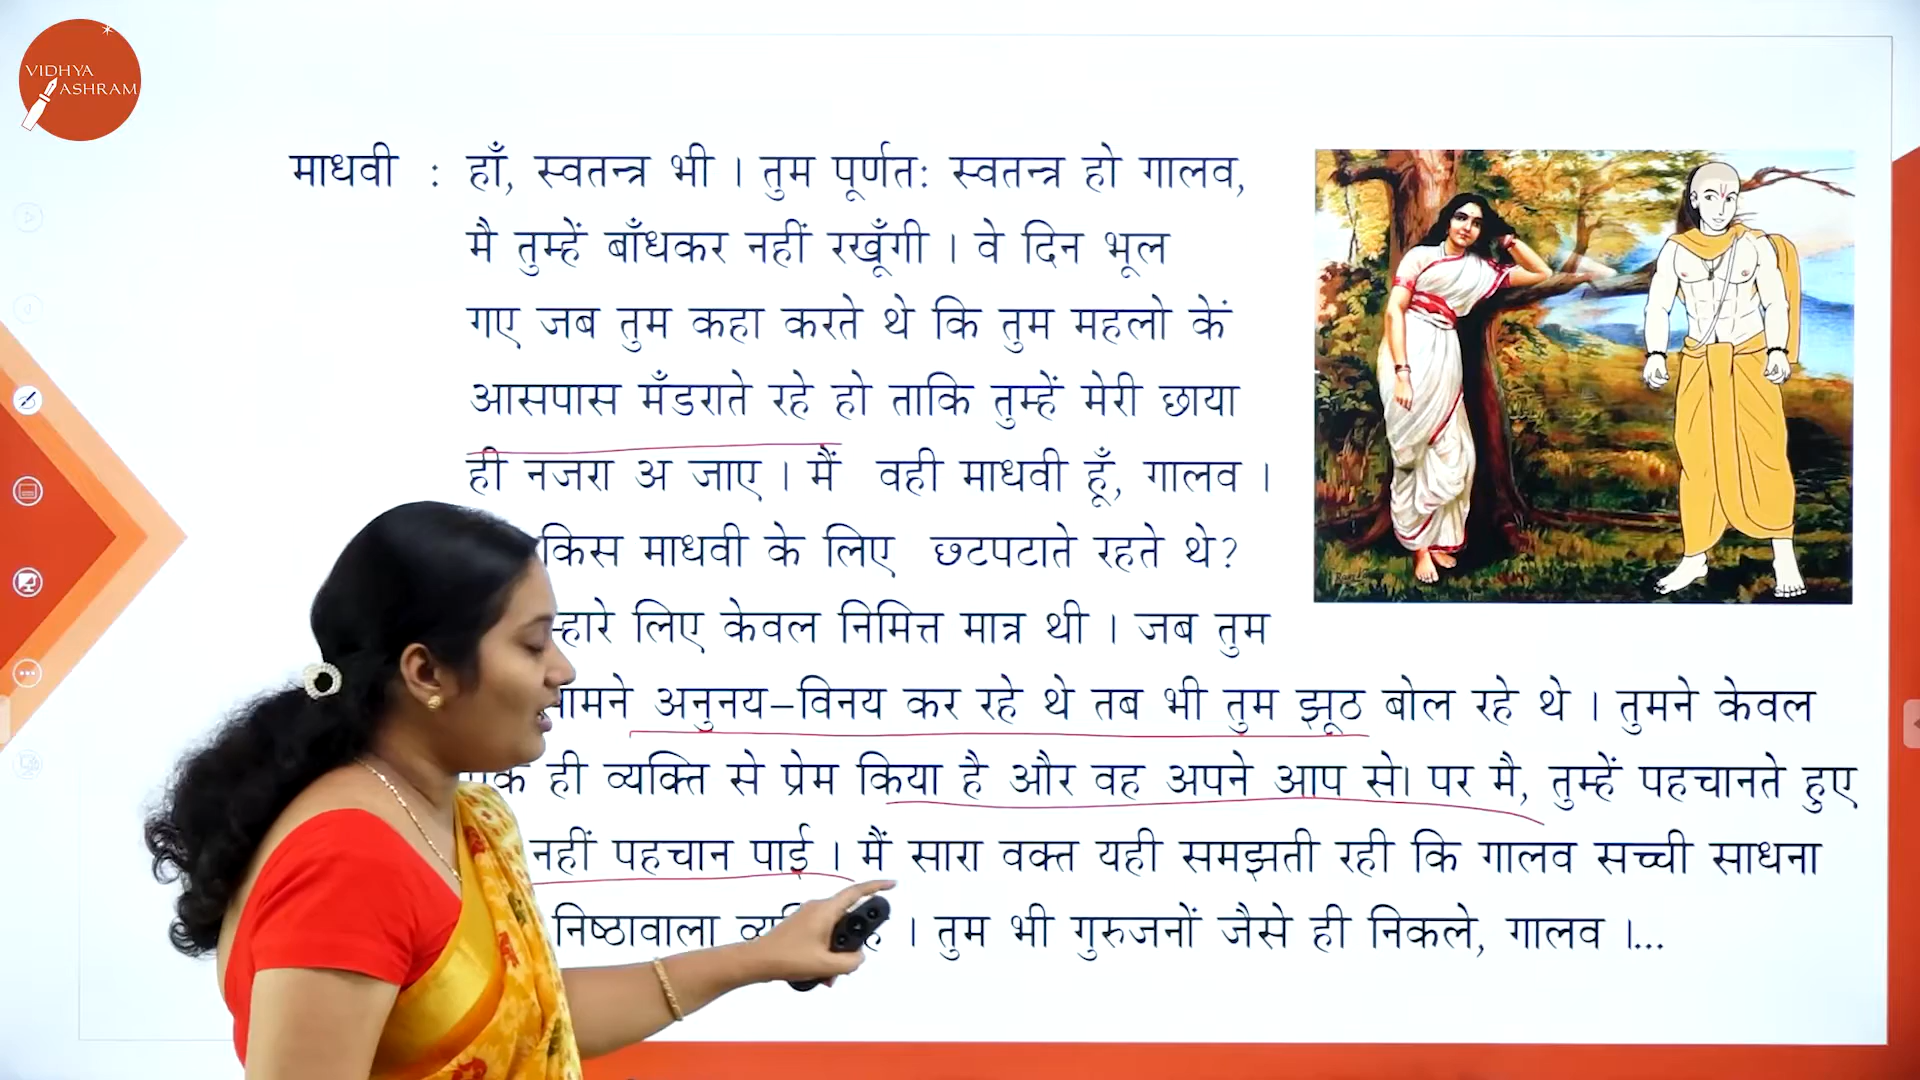 VIDHYA
ASHRAM
माधवी : हाँ, स्वतन्त्र भी । तुम पूर्णतः स्वतन्त्र हो गालव,
मै तुम्हें बाँधकर नहीं रखूँगी । वे दिन भूल
गए जब तुम कहा करते थे कि तुम महलो कें
आसपास मँडराते रहे हो ताकि तुम्हें मेरी छाया
ही नजरा अ जाए । मैं वही माधवी हूँ, गालव ।
किस माधवी के लिए छटपटाते रहते थे?
लिए केवल निमित्त मात्र थी । जब तुम
अनुनय-विनय कर रहे थे तब भी तुम झूठ बोल रहे थे । तुमने केवल
ही व्यक्ति से प्रेम किया है और वह अपने आप से। पर मै, तुम्हें पहचानते हुए
नहीं पहचान पाई । मैं सारा वक्त यही समझती रही कि गालव सच्ची साधना
निष्ठावाला । तुम भी गुरुजनों जैसे ही निकले, गालव ।...